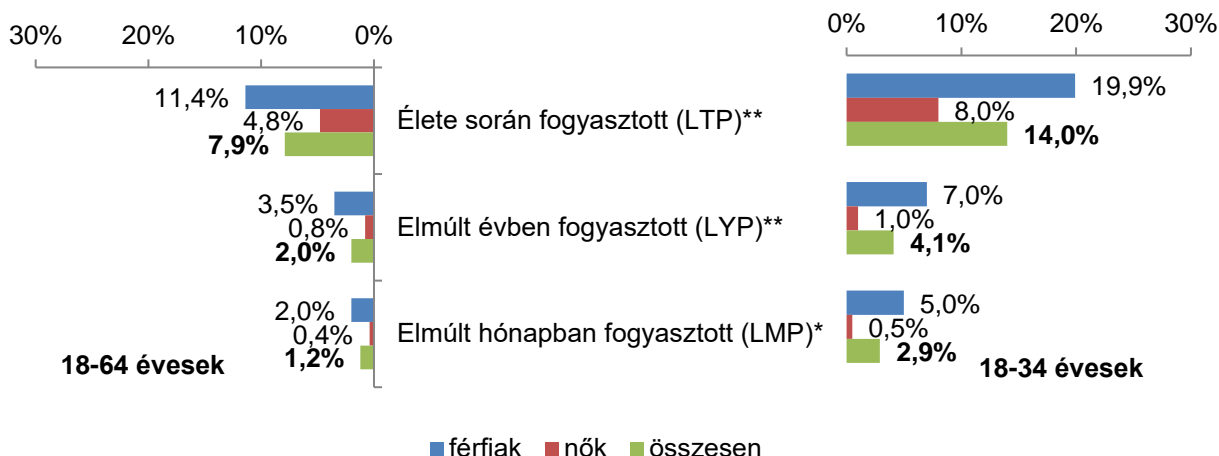 30% 20% 10% 0%
0% 10% 20% 30%
11,4%
4,8%
7,9%
Élete során fogyasztott (LTP)**
19,9%
8,0%
14,0%
3,5%
0,8%
2,0%
Elmúlt évben fogyasztott (LYP)**
7,0%
1,0%
4,1%
2,0%
0,4%
1,2%
Elmúlt hónapban fogyasztott (LMP)*
5,0%
0,5%
2,9%
18-64 évesek
18-34 évesek
férfiak nők összesen